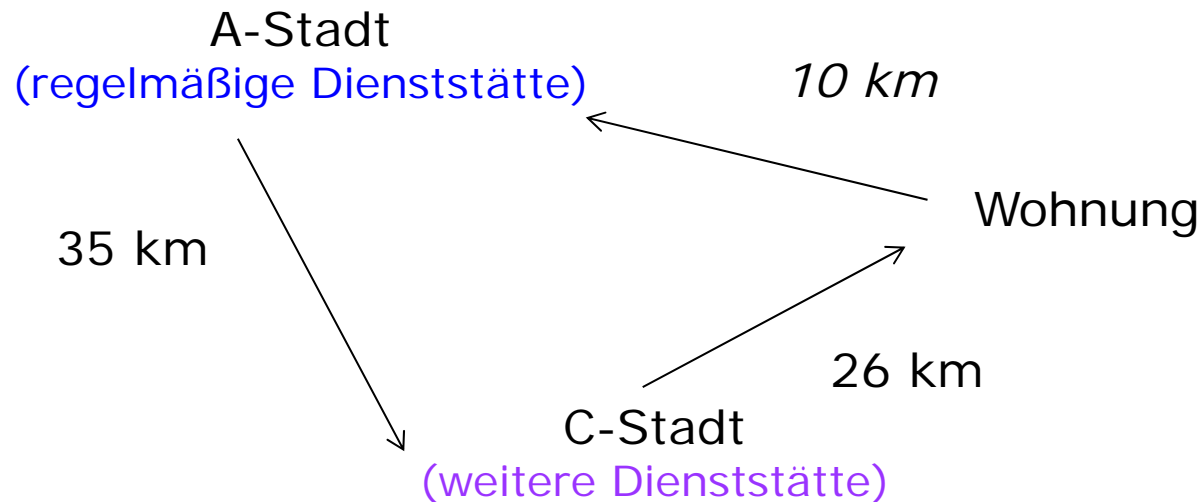 A-Stadt
(regelmäßige Dienststätte)
10 km
Wohnung
35 km
26 km
C-Stadt
(weitere Dienststätte)